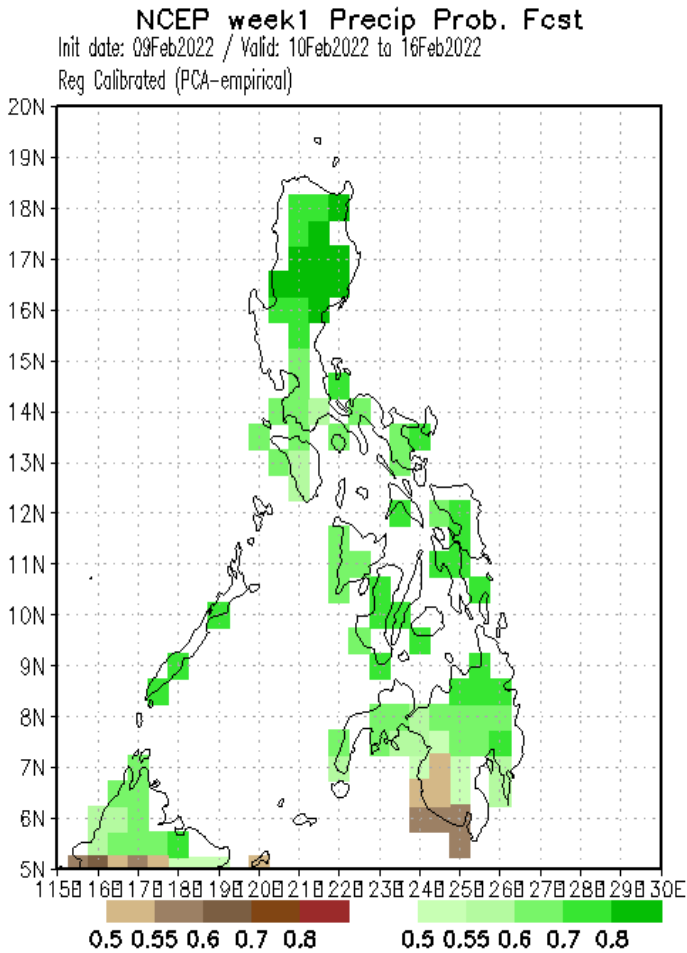 NCEP week1 Precip Prob. Fcst
Init date: 09Feb2022 / Valid: 10Feb2022 to 16Feb2022
Reg Calibrated (PCA-empirical)
20N
19N
18N
17N
16N
15N
14N
13N
12N
11N
10N
9N
8N
7N
6N
5N
115E 116E 117E 118E 119E 120E 121E 122E 123E 124E 125E 126E 127E 128E 129E 130E
0.5 0.55 0.6 0.7 0.8 0.5 0.55 0.6 0.7 0.8